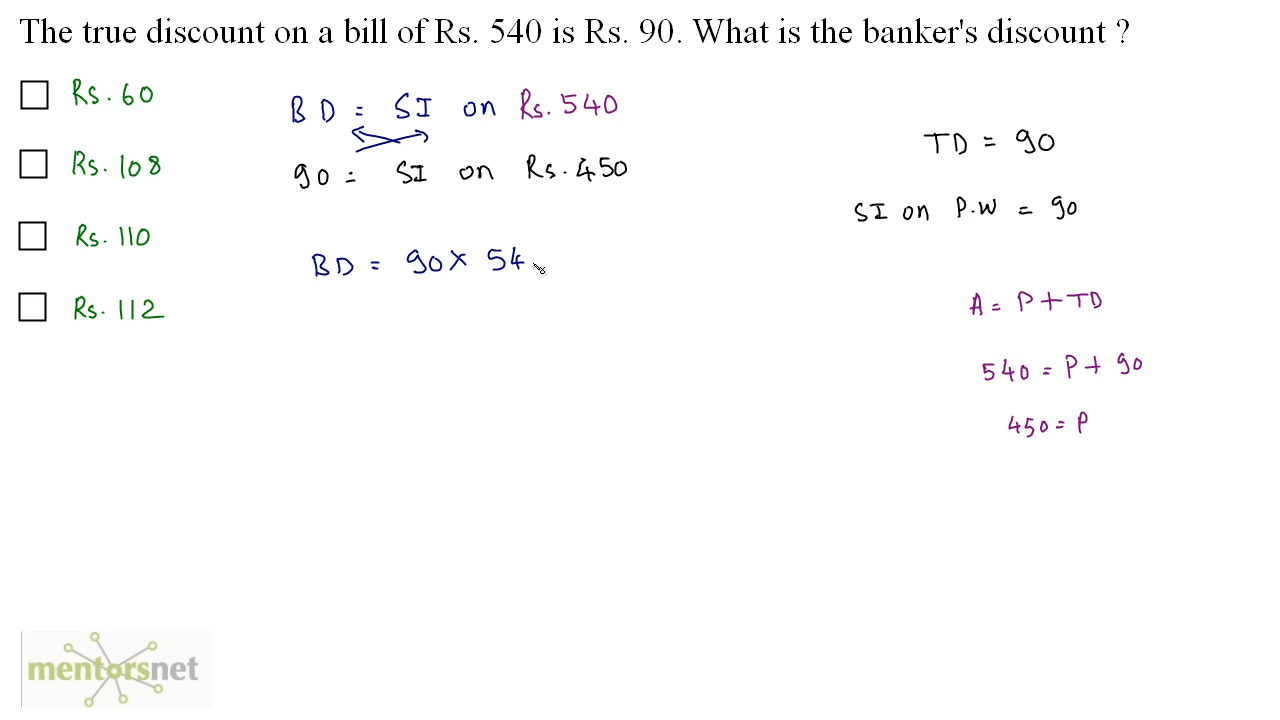 The true discount on a bill of Rs. 540 is Rs. 90. What is the banker's discount ?
Rs. 60
Rs. 108
Rs. 110
Rs. 112
BD = SI on Rs. 540
90 = SI on Rs. 450
BD = 90 × 54
TD = 90
SI on P.W = 90
A = P + TD
540 = P + 90
450 = P
mentorsnet